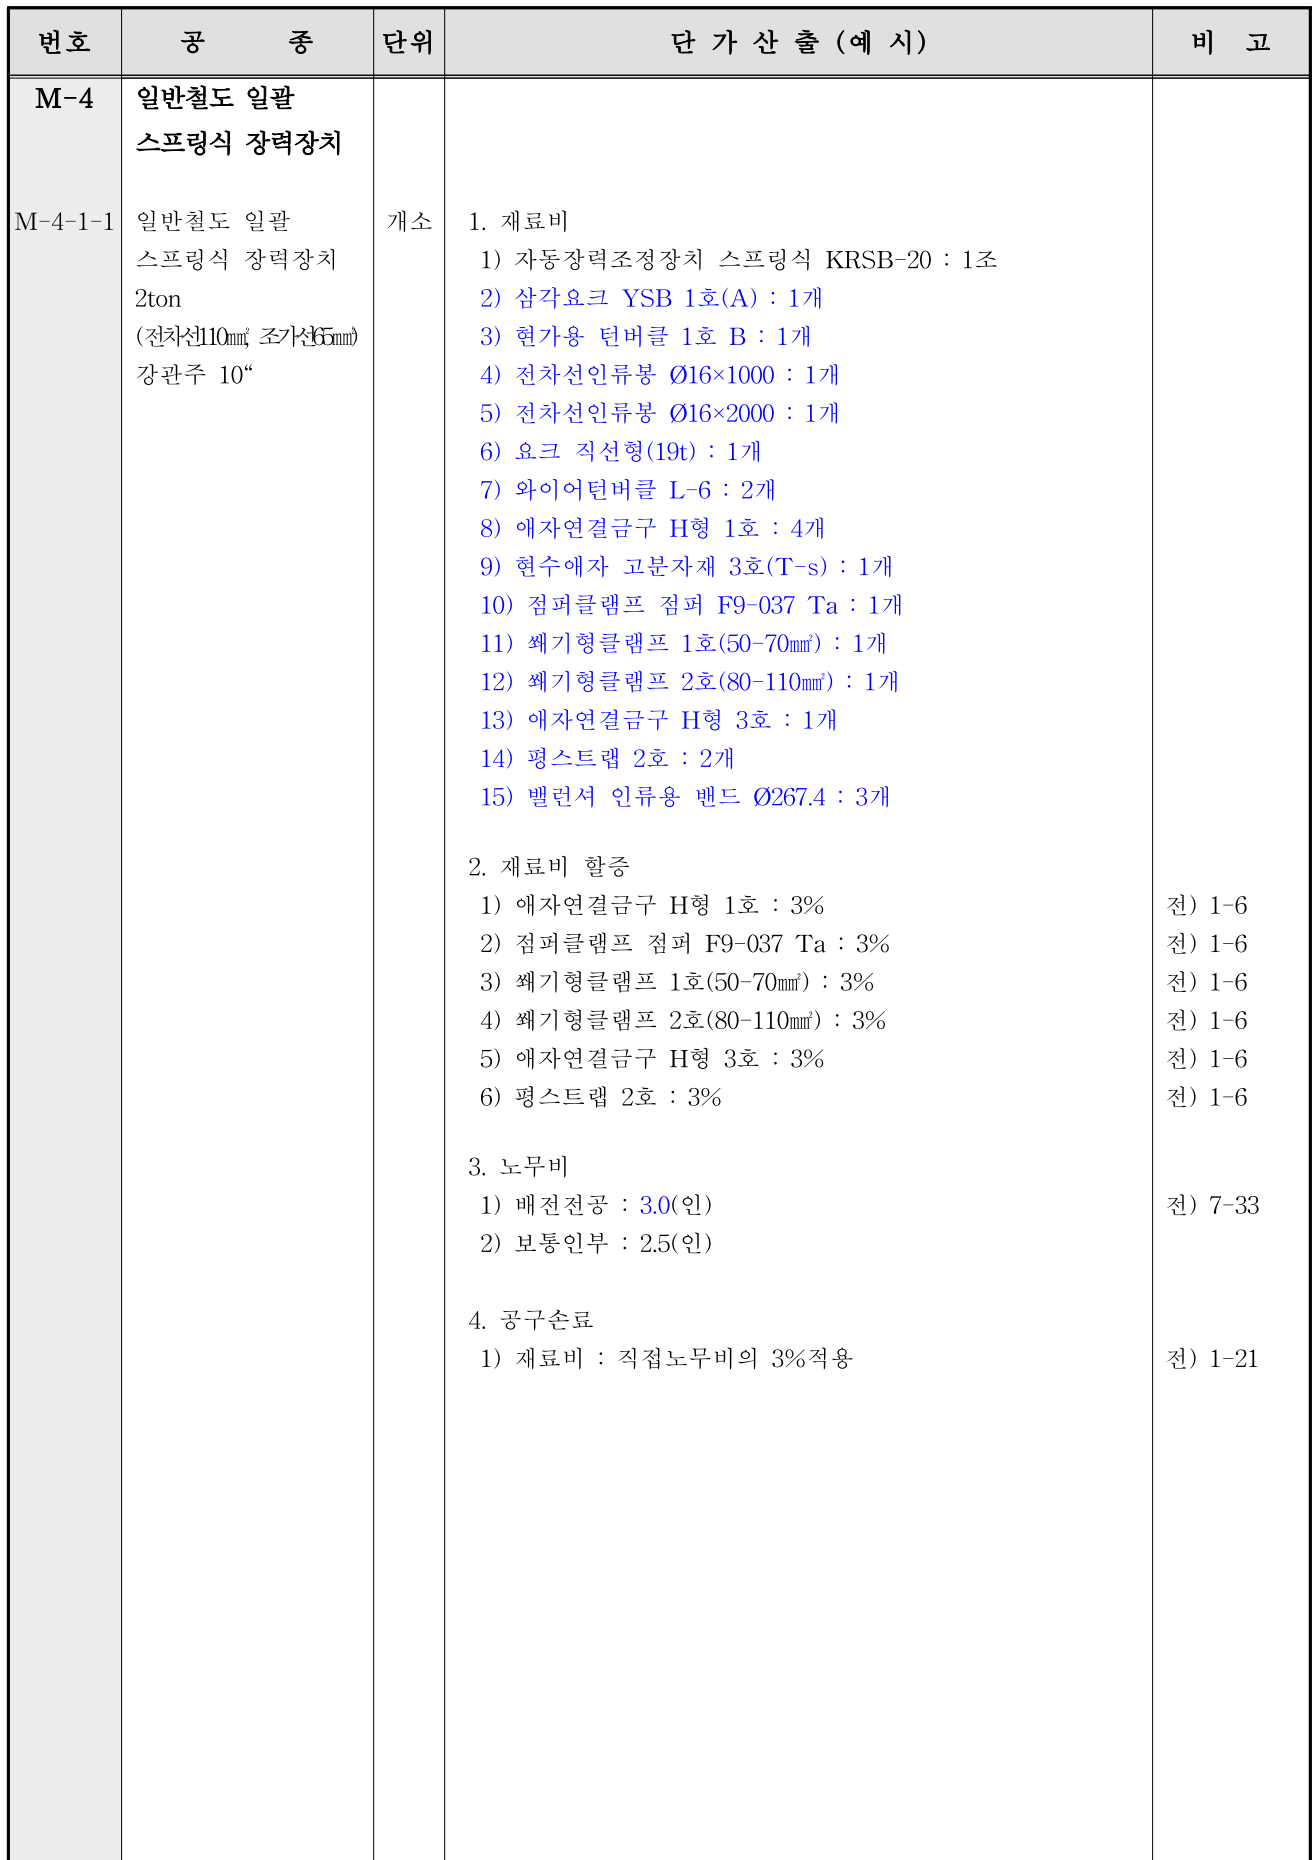 번호 공 종 단위 단 가 산 출 (예 시) 비 고
M-4 일반철도 일괄
스프링식 장력장치
M-4-1-1 일반철도 일괄 개소 1. 재료비
스프링식 장력장치 1) 자동장력조정장치 스프링식 KRSB-20 : 1조
2ton 2) 삼각요크 YSB 1호(A) : 1개
(전차선110㎟, 조가선65㎟) 3) 현가용 턴버클 1호 B : 1개
강관주 10“ 4) 전차선인류봉 Ø16×1000 : 1개
5) 전차선인류봉 Ø16×2000 : 1개
6) 요크 직선형(19t) : 1개
7) 와이어턴버클 L-6 : 2개
8) 애자연결금구 H형 1호 : 4개
9) 현수애자 고분자재 3호(T-s) : 1개
10) 점퍼클램프 점퍼 F9-037 Ta : 1개
11) 쐐기형클램프 1호(50-70㎟) : 1개
12) 쐐기형클램프 2호(80-110㎟) : 1개
13) 애자연결금구 H형 3호 : 1개
14) 평스트랩 2호 : 2개
15) 밸런셔 인류용 밴드 Ø267.4 : 3개
2. 재료비 할증
1) 애자연결금구 H형 1호 : 3% 전) 1-6
2) 점퍼클램프 점퍼 F9-037 Ta : 3% 전) 1-6
3) 쐐기형클램프 1호(50-70㎟) : 3% 전) 1-6
4) 쐐기형클램프 2호(80-110㎟) : 3% 전) 1-6
5) 애자연결금구 H형 3호 : 3% 전) 1-6
6) 평스트랩 2호 : 3% 전) 1-6
3. 노무비
1) 배전전공 : 3.0(인) 전) 7-33
2) 보통인부 : 2.5(인)
4. 공구손료
1) 재료비 : 직접노무비의 3%적용 전) 1-21